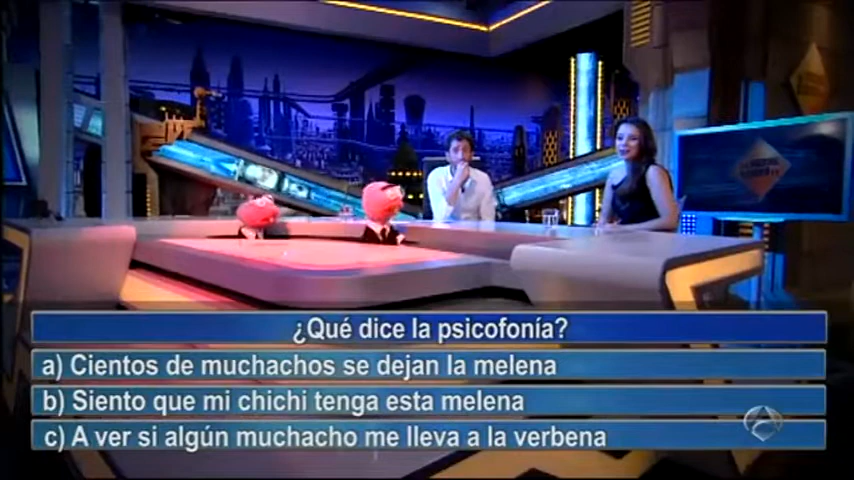 ¿Qué dice la psicofonía?
a) Cientos de muchachos se dejan la melena
b) Siento que mi chichi tenga esta melena
c) A ver si algún muchacho me lleva a la verbena